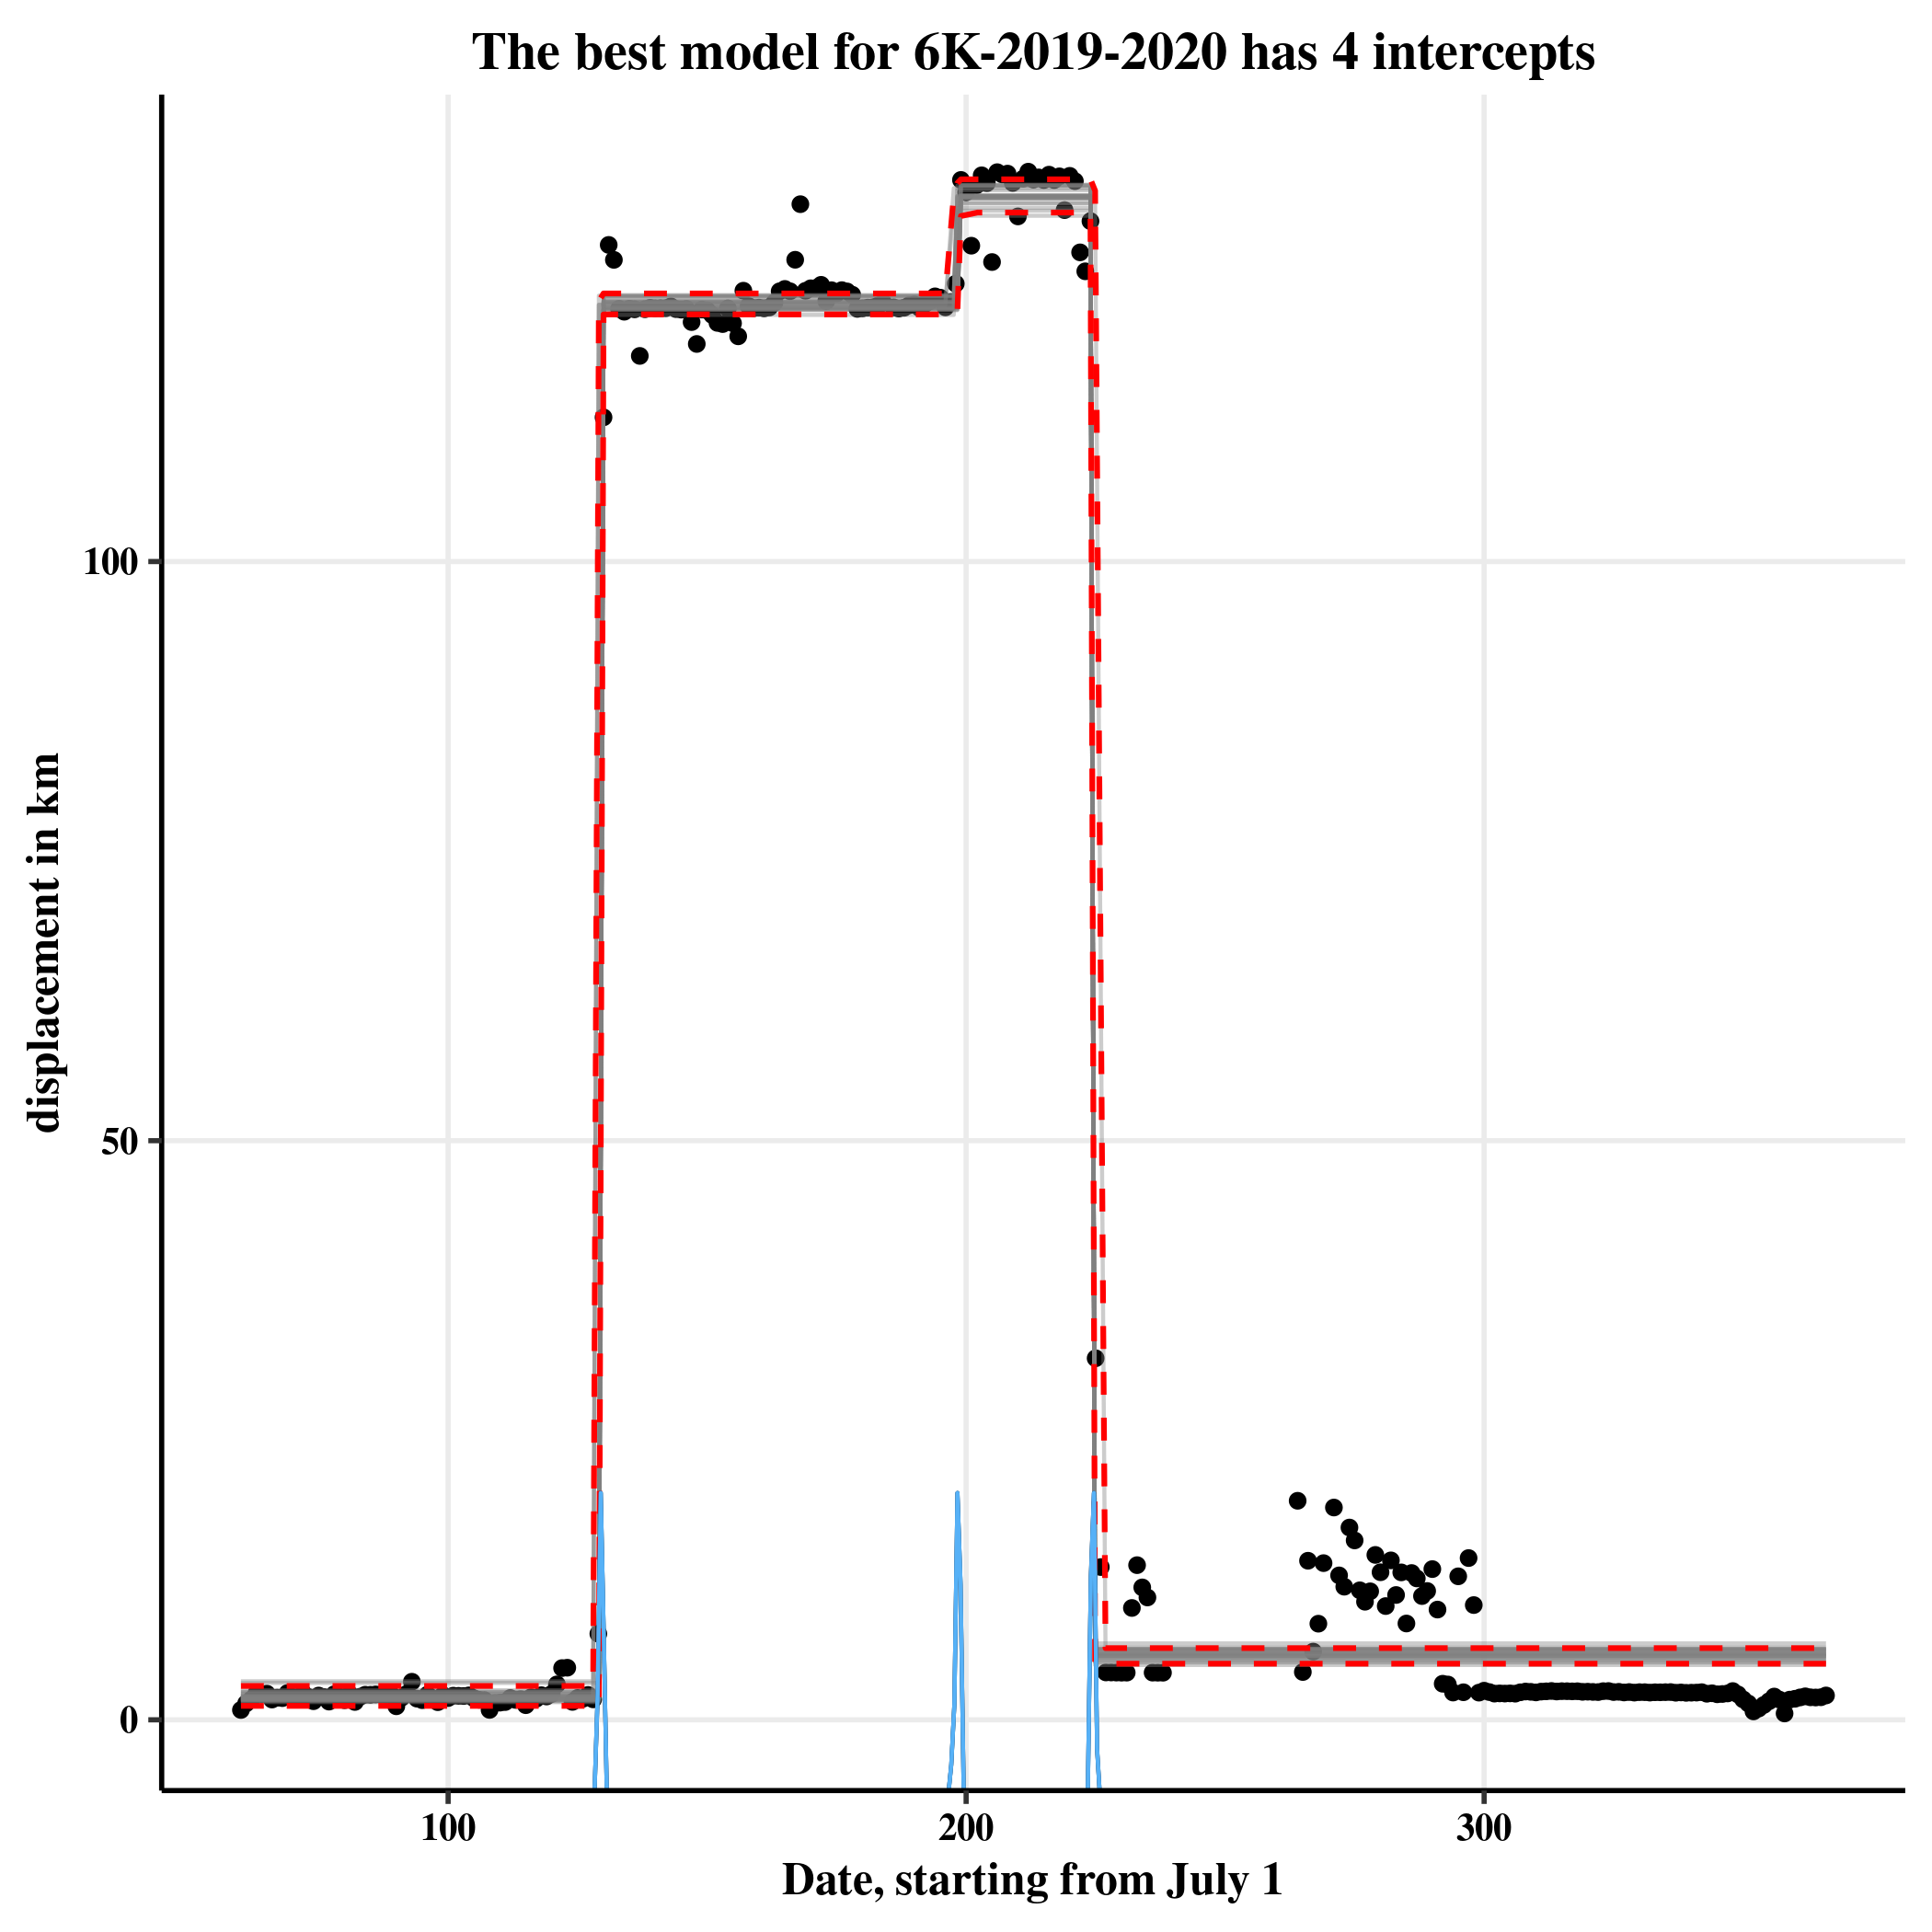 The best model for 6K-2019-2020 has 4 intercepts
displacement in km
100
50
0
100
200
300
Date, starting from July 1